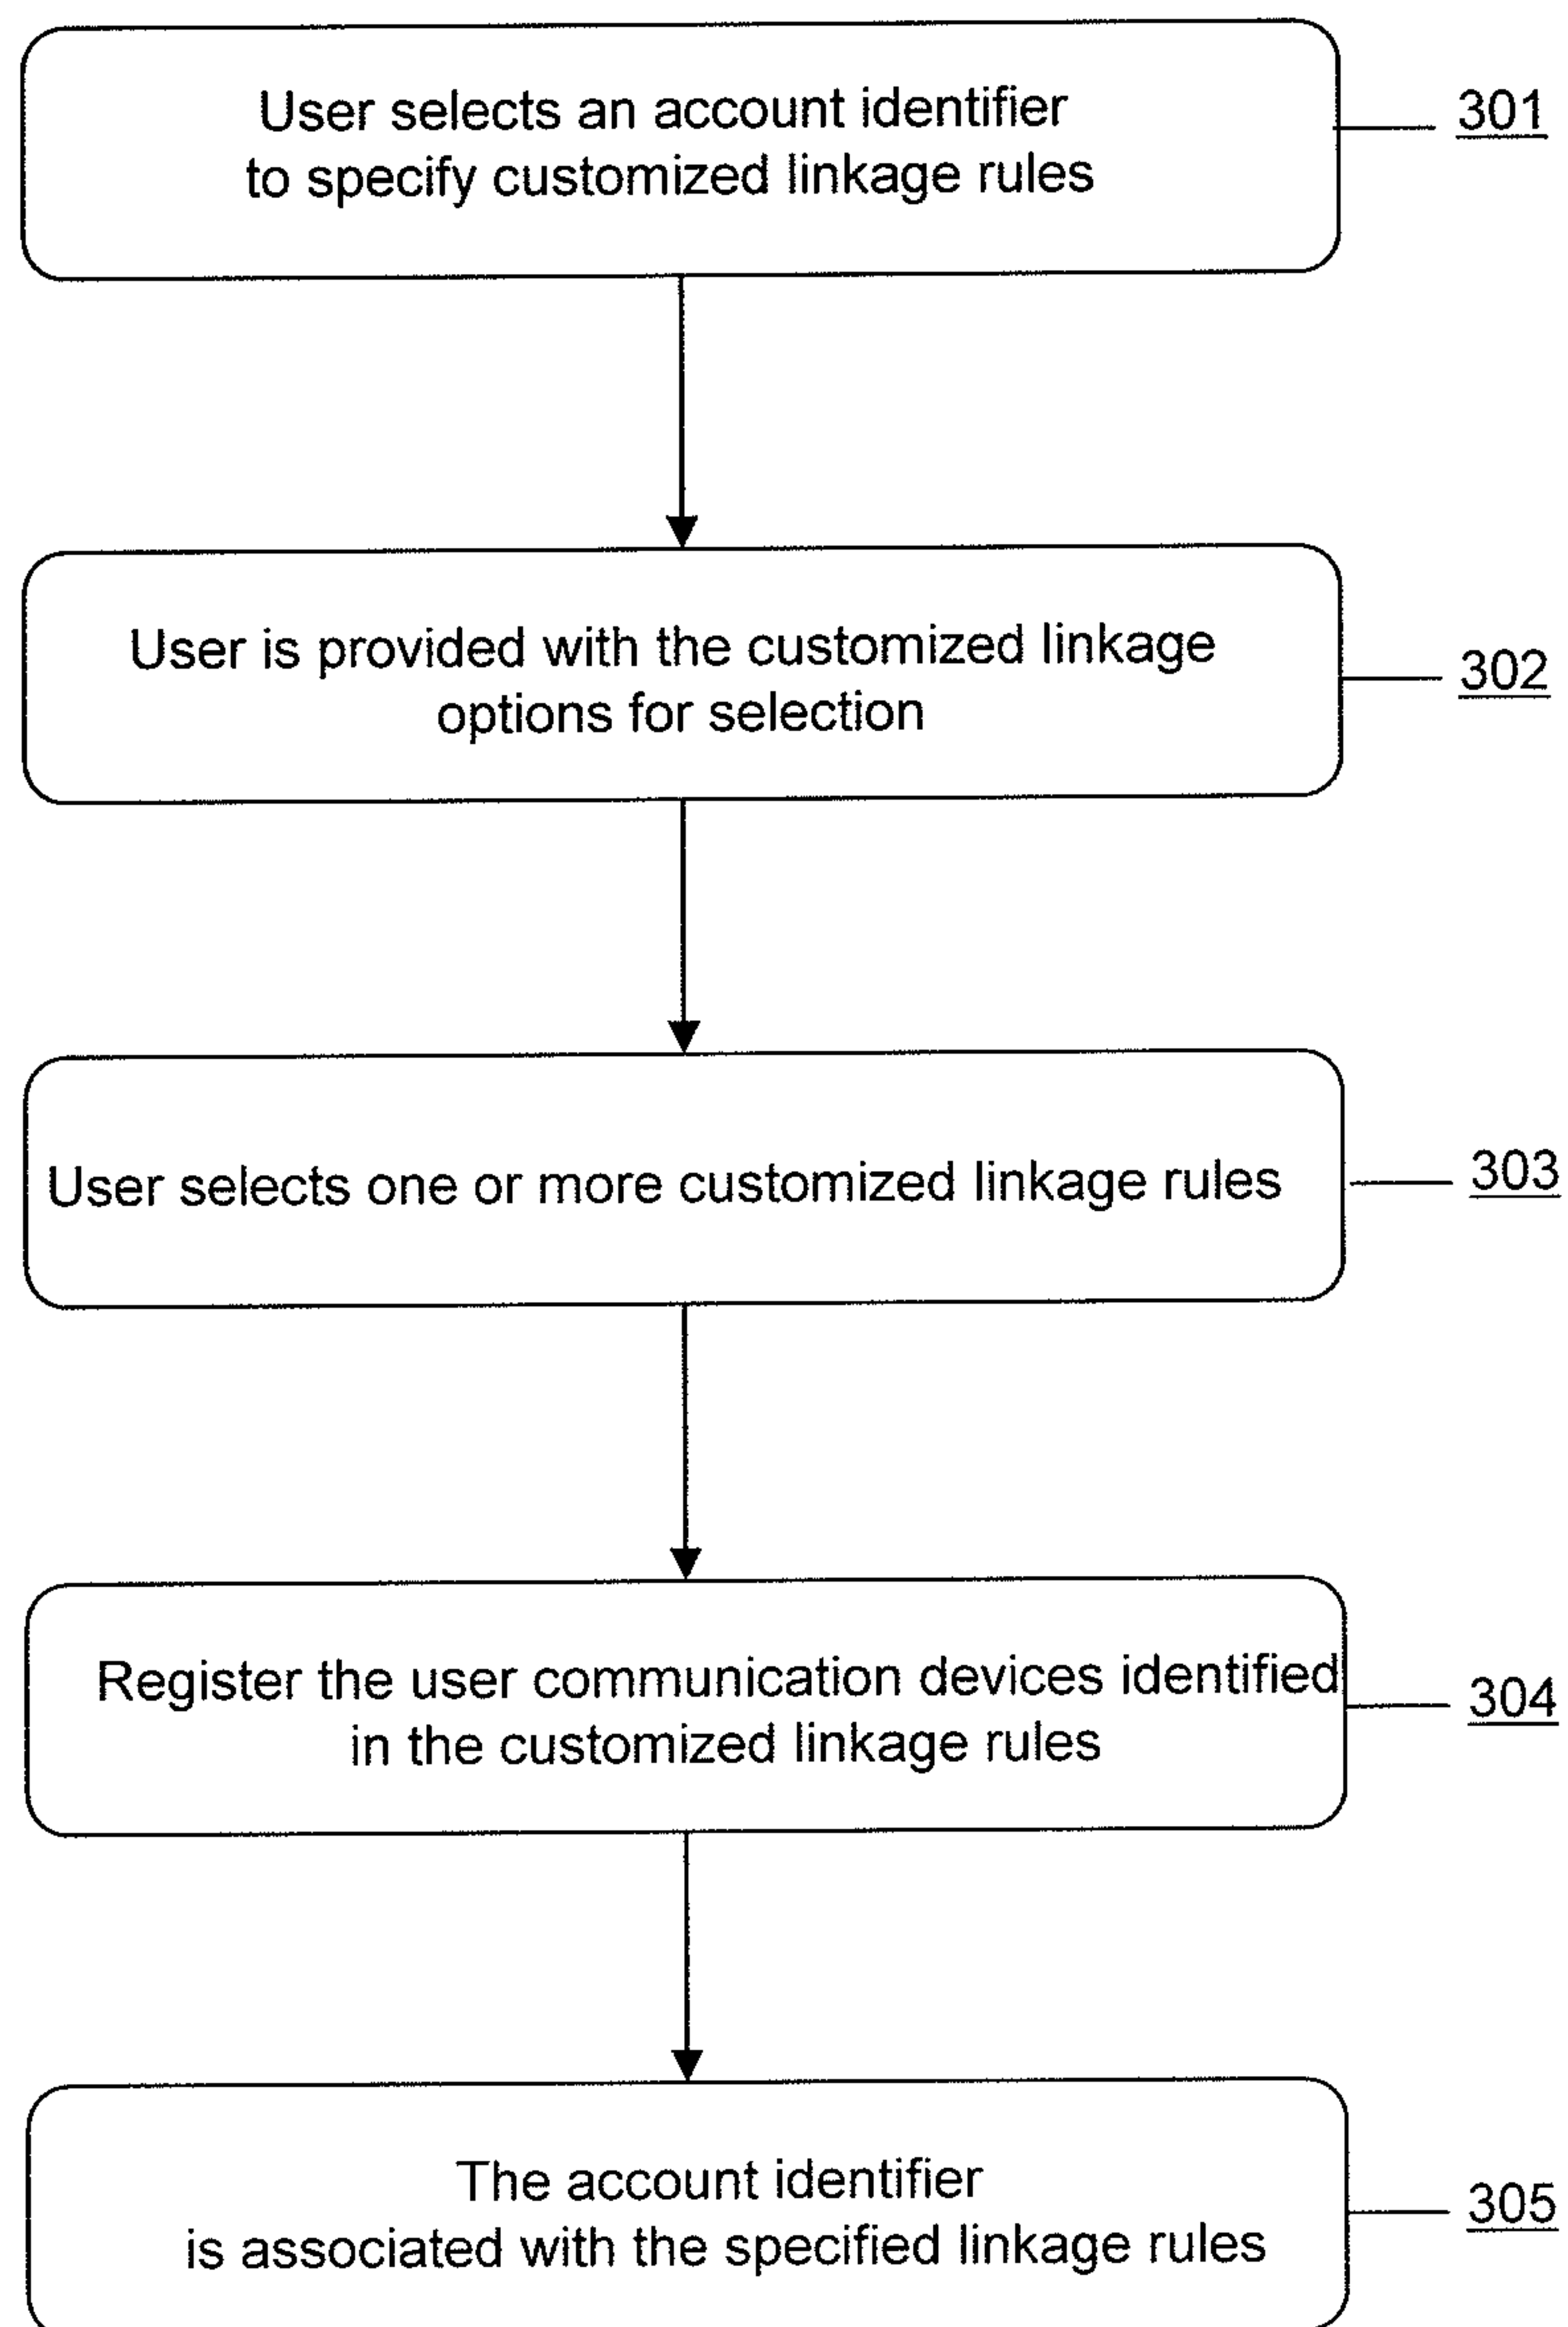 User selects an account identifier
to specify customized linkage rules
301
User is provided with the customized linkage
options for selection
302
User selects one or more customized linkage rules
303
Register the user communication devices identified
in the customized linkage rules
304
The account identifier
is associated with the specified linkage rules
305